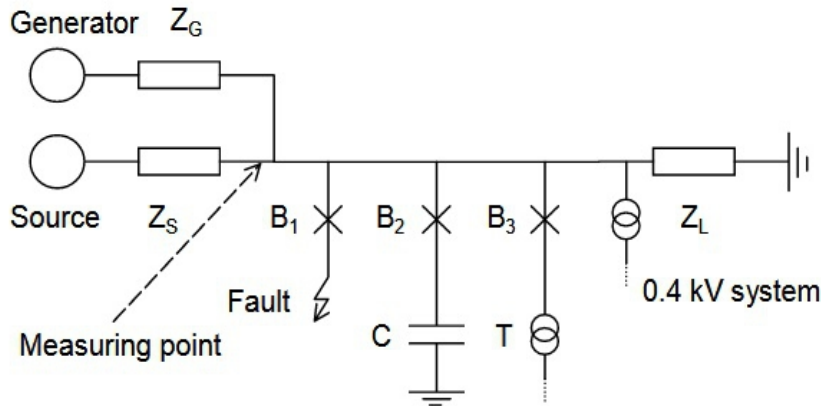 Generator Z_G
Source Z_S B_1 B_2 B_3 Z_L
Fault 0.4 kV system
Measuring point C T